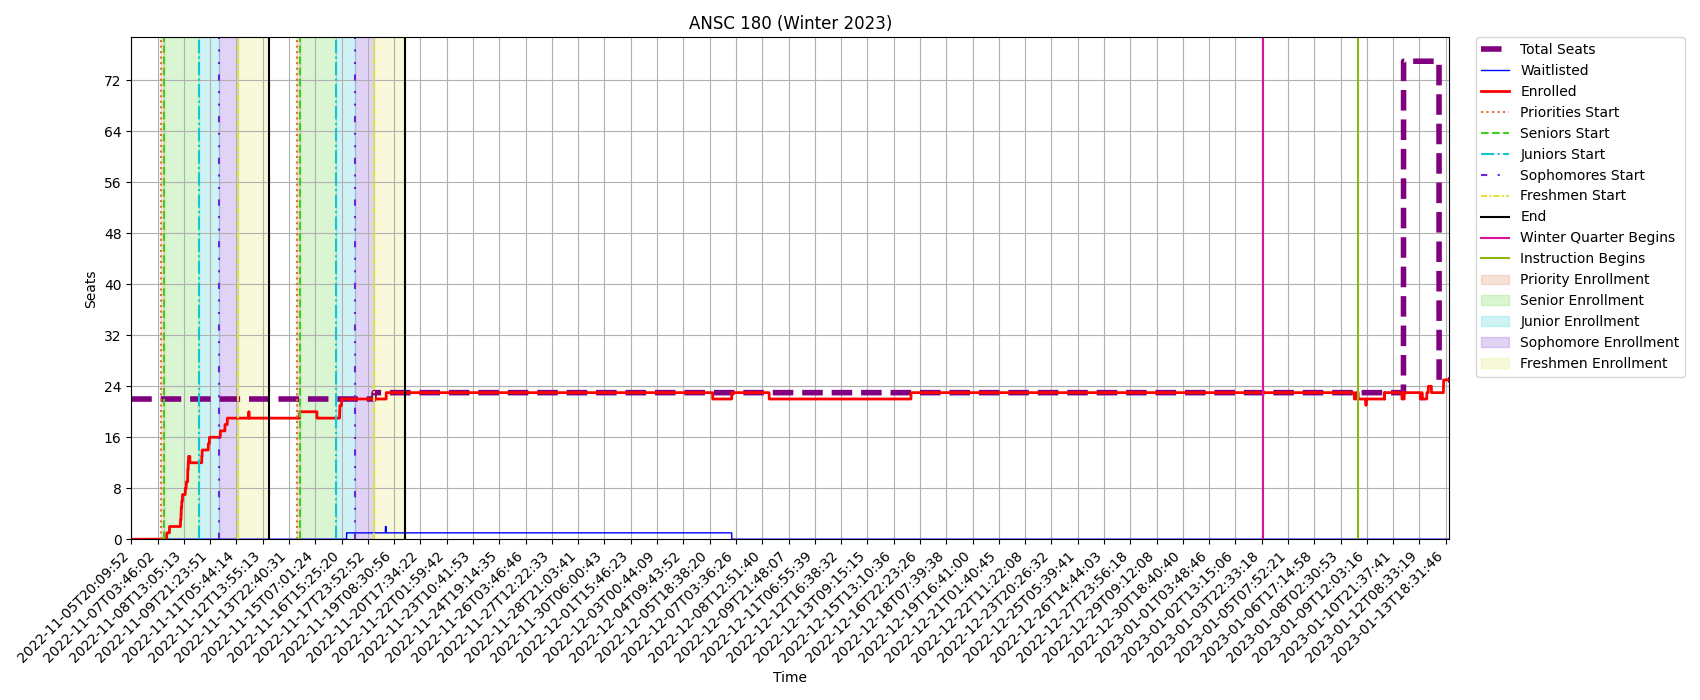 ANSC 180 (Winter 2023)
Seats
72
64
56
48
40
32
24
16
8
0
2022-11-05T20:09:52
2022-11-07T03:46:02
2022-11-08T13:05:13
2022-11-09T21:23:51
2022-11-11T05:44:14
2022-11-12T13:55:13
2022-11-13T22:40:31
2022-11-15T07:01:24
2022-11-16T15:25:20
2022-11-17T23:52:52
2022-11-19T08:30:56
2022-11-20T17:34:22
2022-11-22T01:59:42
2022-11-23T10:41:53
2022-11-24T19:14:35
2022-11-26T03:46:46
2022-11-27T12:22:33
2022-11-28T21:03:41
2022-11-30T06:00:43
2022-12-01T15:46:23
2022-12-03T00:44:09
2022-12-04T09:43:52
2022-12-05T18:38:20
2022-12-07T03:36:20
2022-12-08T12:51:40
2022-12-09T21:48:07
2022-12-11T06:55:39
2022-12-12T16:38:32
2022-12-13T09:15:15
2022-12-15T13:10:36
2022-12-16T22:23:26
2022-12-18T07:39:38
2022-12-19T16:41:00
2022-12-21T01:40:45
2022-12-22T11:22:08
2022-12-23T20:26:32
2022-12-25T05:39:41
2022-12-26T14:44:03
2022-12-27T23:56:18
2022-12-29T09:12:08
2022-12-30T18:40:40
2023-01-01T03:48:46
2023-01-02T13:15:06
2023-01-03T22:33:18
2023-01-05T07:52:21
2023-01-06T17:14:58
2023-01-08T02:30:53
2023-01-09T12:03:16
2023-01-10T21:37:41
2023-01-12T08:33:19
2023-01-13T18:31:46
Time
Total Seats
Waitlisted
Enrolled
Priorities Start
Seniors Start
Juniors Start
Sophomores Start
Freshmen Start
End
Winter Quarter Begins
Instruction Begins
Priority Enrollment
Senior Enrollment
Junior Enrollment
Sophomore Enrollment
Freshmen Enrollment